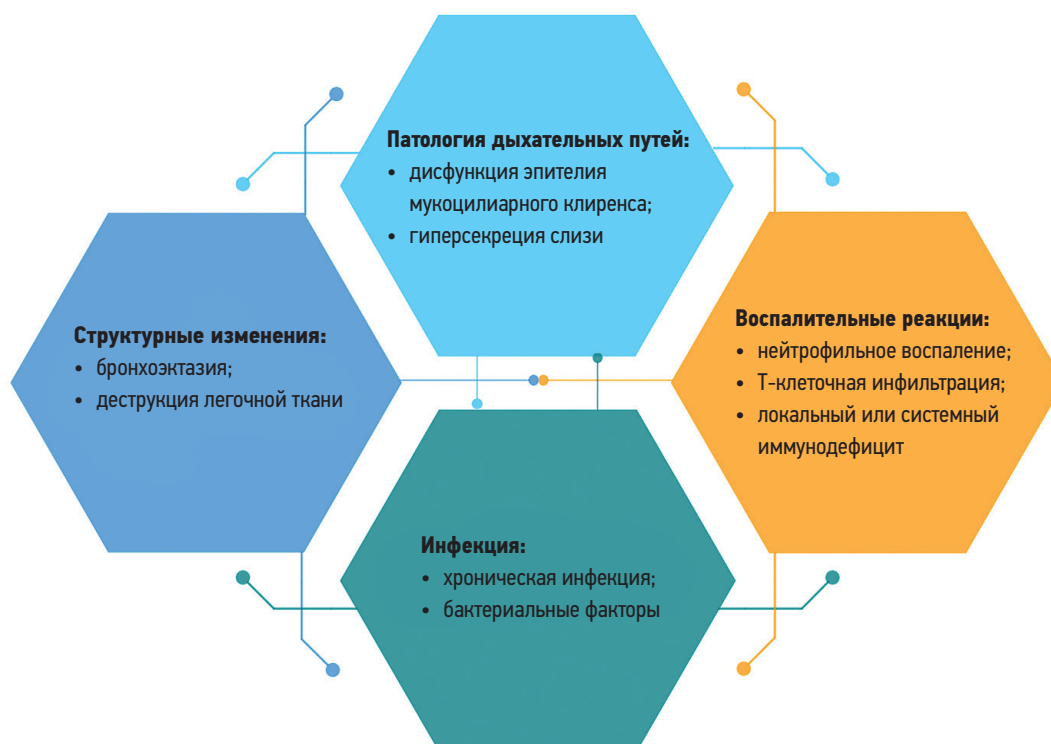 Патология дыхательных путей:
• дисфункция эпителия
мукоцилиарного клиренса;
• гиперсекреция слизи
Структурные изменения:
• бронхоэктазия;
• деструкция легочной ткани
Воспалительные реакции:
• нейтрофильное воспаление;
• Т-клеточная инфильтрация;
• локальный или системный
иммунодефицит
Инфекция:
• хроническая инфекция;
• бактериальные факторы